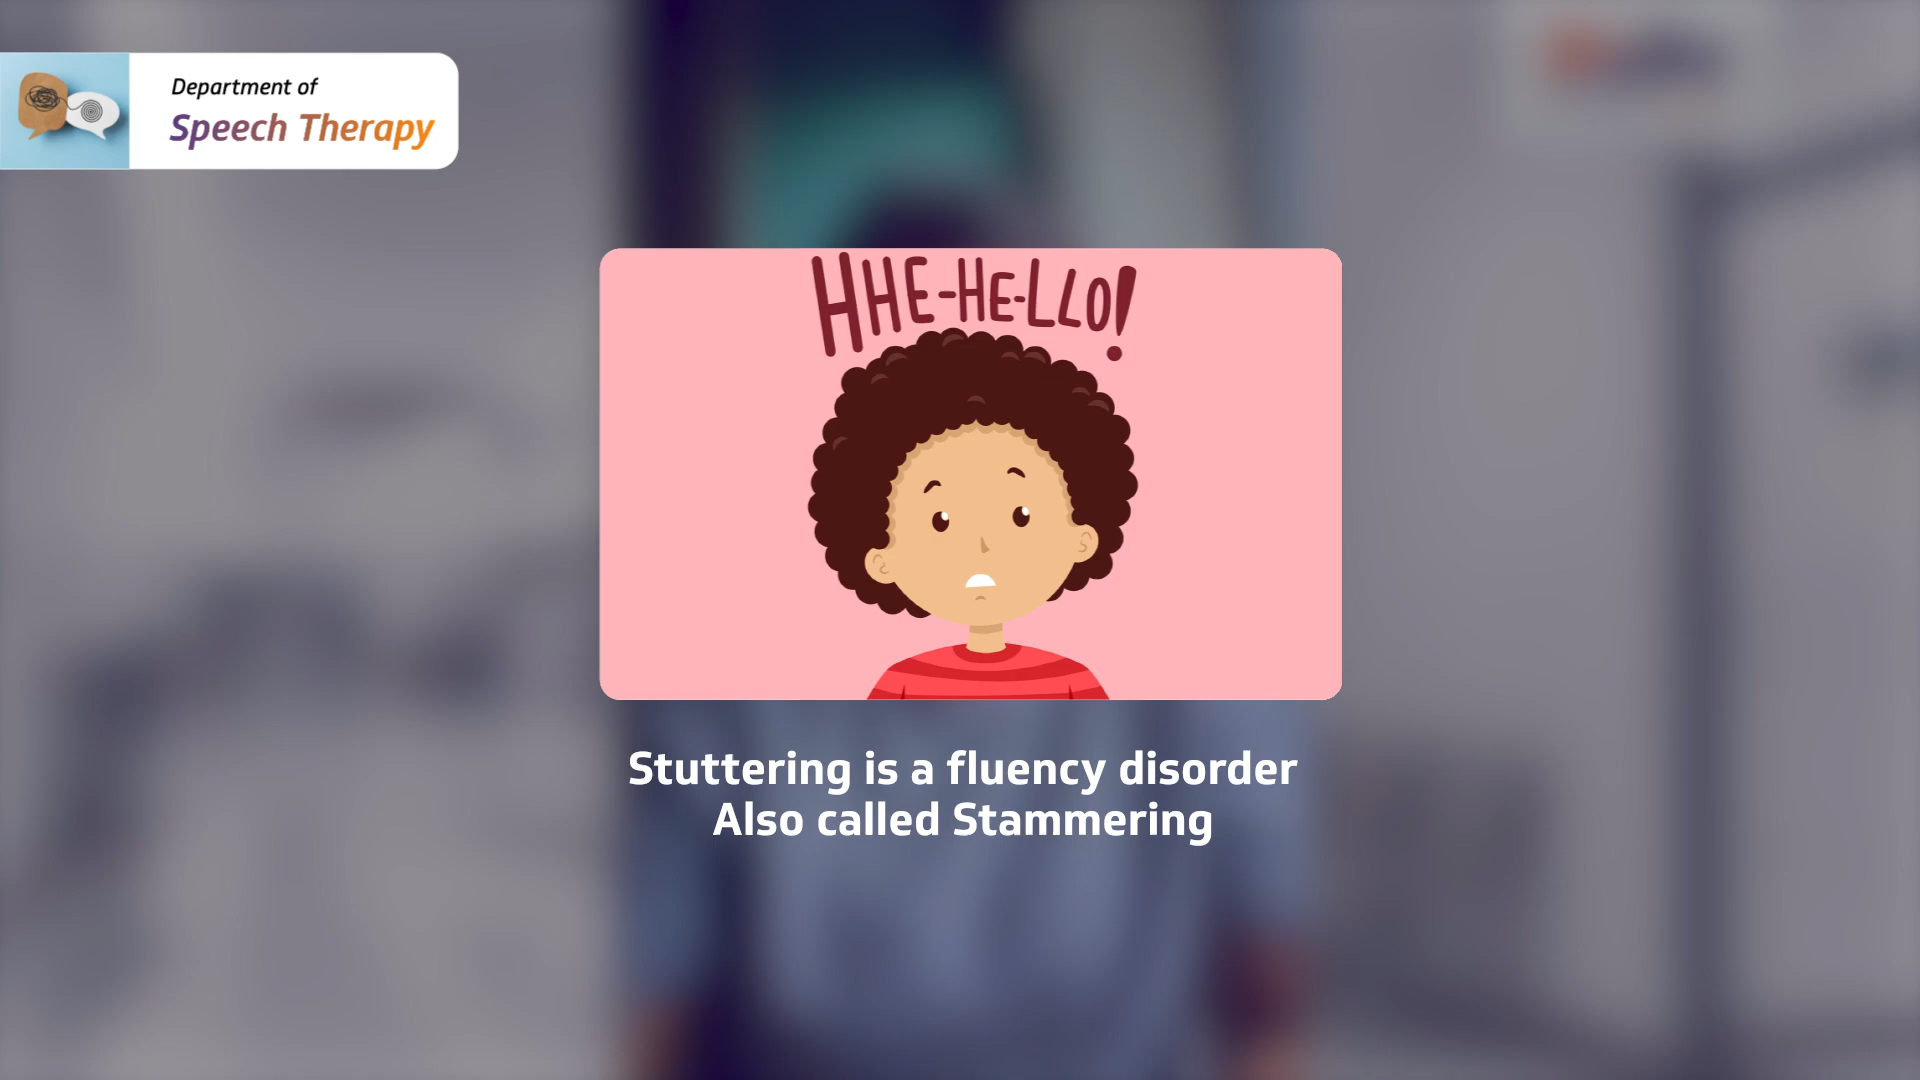 Department of
Speech Therapy
HHE-HE-LLO!
Stuttering is a fluency disorder
Also called Stammering